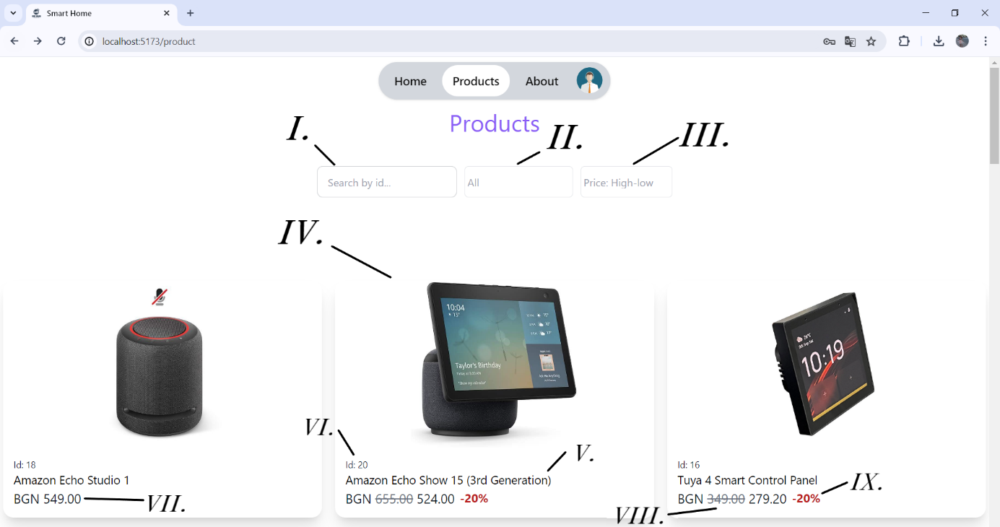 Smart Home
localhost:5173/product
Home Products About
Products
I. II. III.
Search by id... All Price: High-low
IV.
10:04
13°
Taylor's Birthday
10:19
26°C
VI. V.
Id: 18 Id: 20 Id: 16
Amazon Echo Studio 1 Amazon Echo Show 15 (3rd Generation) Tuya 4 Smart Control Panel
IX.
BGN 549.00 VII. BGN 655.00 524.00 -20% BGN 349.00 279.20 -20%
VIII.